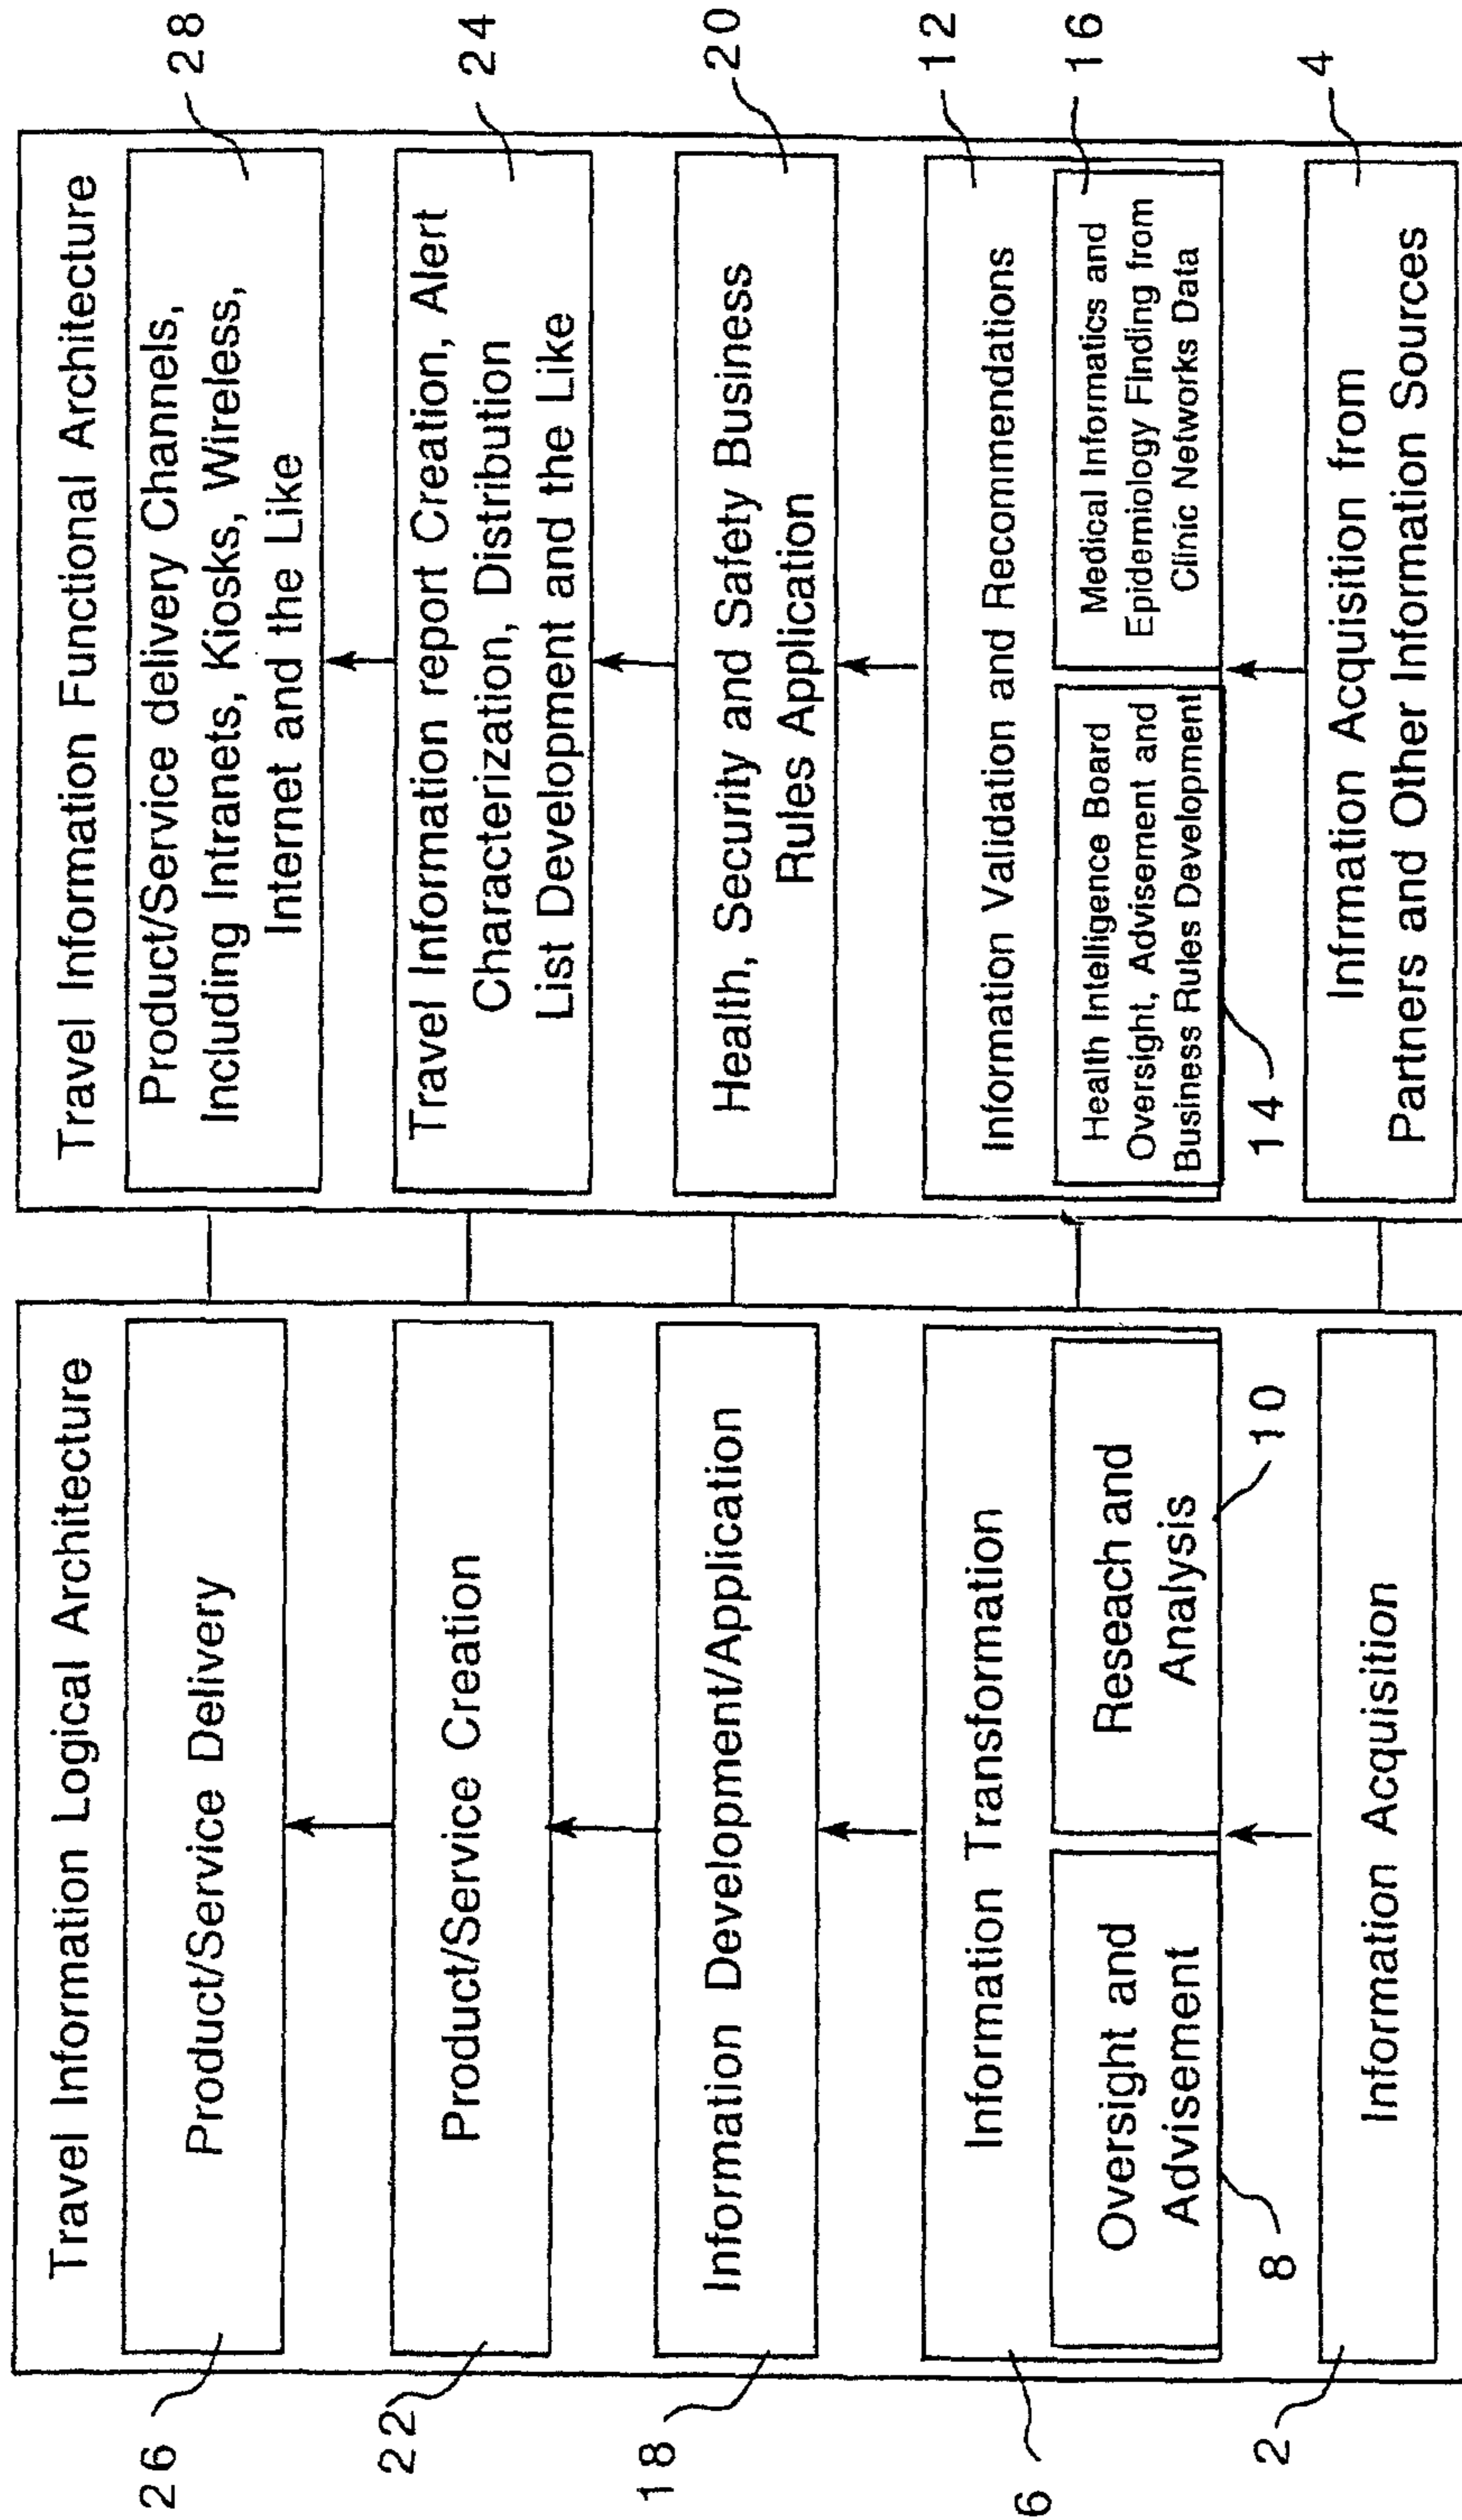 Travel Information Logical Architecture
26
Product/Service Delivery
22
Product/Service Creation
18
Information Development/Application
6
Information Transformation
Oversight and
Advisement
8
Reseach and
Analysis
10
2
Information Acquisition
Travel Information Functional Architecture
Product/Service delivery Channels,
Including Intranets, Kiosks, Wireless,
Internet and the Like
28
Travel Information report Creation, Alert
Characterization, Distribution
List Development and the Like
24
Health, Security and Safety Business
Rules Application
20
Information Validation and Recommendations
12
Health Intelligence Board
Oversight, Advisement and
Business Rules Development
14
Medical Informatics and
Epidemiology Finding from
Clinic Networks Data
16
Infrmation Acquisition from
Partners and Other Information Sources
4